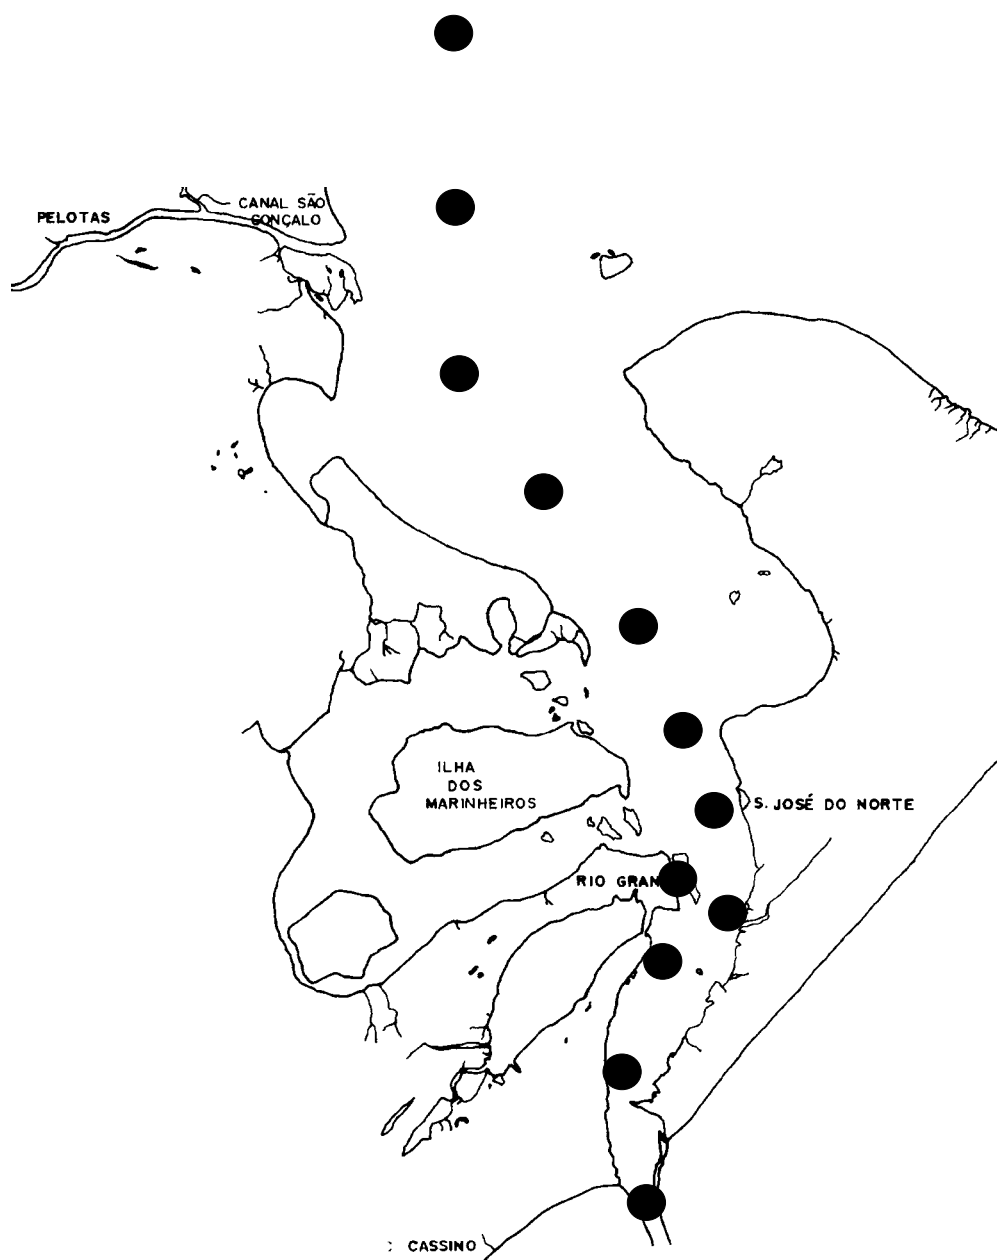 PELOTAS
CANAL SÃO
GONÇALO
ILHA
DOS
MARINHEIROS
S. JOSÉ DO NORTE
RIO GRAN
CASSINO